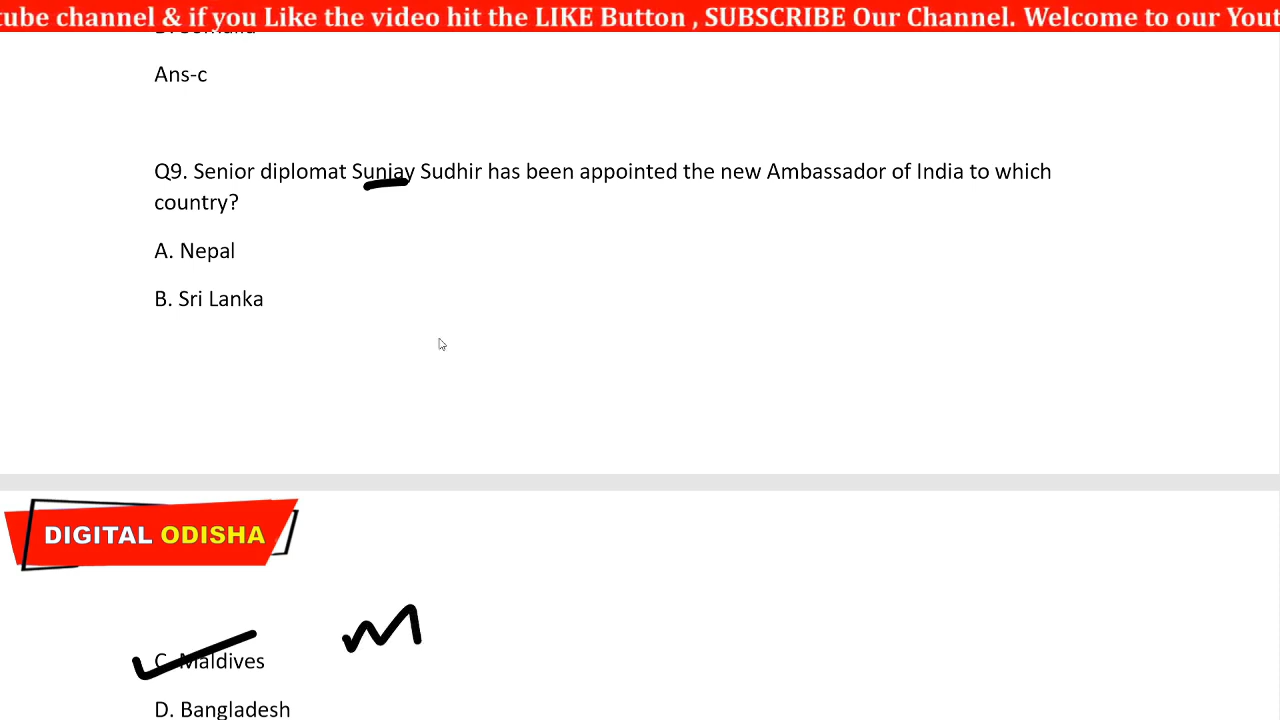 tube channel & if you Like the video hit the LIKE Button , SUBSCRIBE Our Channel. Welcome to our Yout
Ans-c
Q9. Senior diplomat Sunjay Sudhir has been appointed the new Ambassador of India to which
country?
A. Nepal
B. Sri Lanka
DIGITAL ODISHA
M
C. Maldives
D. Bangladesh